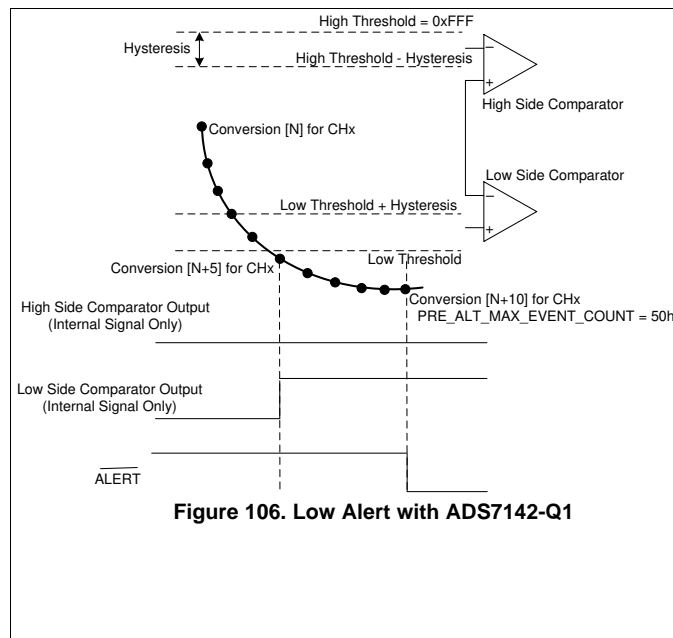 High Threshold = 0xFFF
Hysteresis
High Threshold - Hysteresis
−
+
High Side Comparator
Conversion [N] for CHx
Low Side Comparator
−
+
Low Threshold + Hysteresis
Low Threshold
Conversion [N+5] for CHx
Conversion [N+10] for CHx
PRE_ALT_MAX_EVENT_COUNT = 50h
High Side Comparator Output
(Internal Signal Only)
Low Side Comparator Output
(Internal Signal Only)
ALERT
Figure 106. Low Alert with ADS7142-Q1